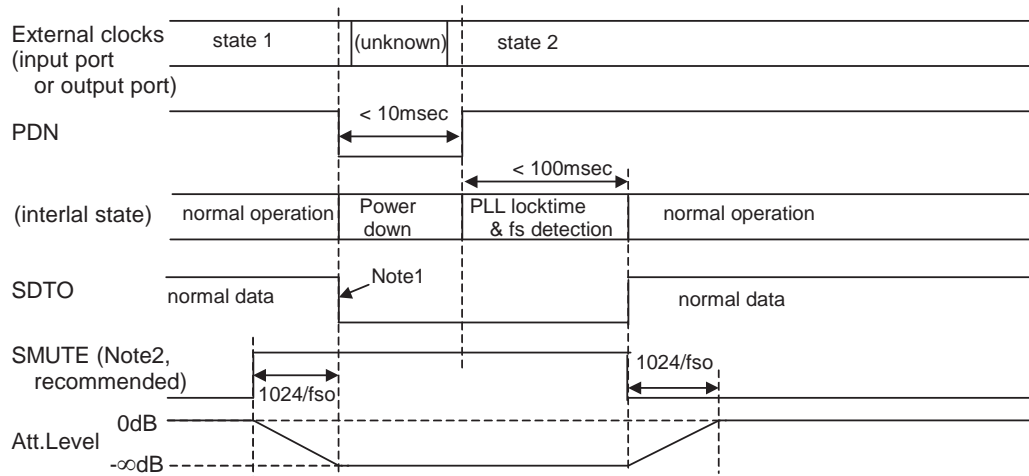 External clocks
(input port
or output port)
state 1
(unknown)
state 2
< 10msec
PDN
< 100msec
(interlal state)
normal operation
Power
down
PLL locktime
& fs detection
normal operation
SDTO
normal data
Note1
normal data
SMUTE (Note2,
recommended)
1024/fso
1024/fso
Att.Level
0dB
-∞dB